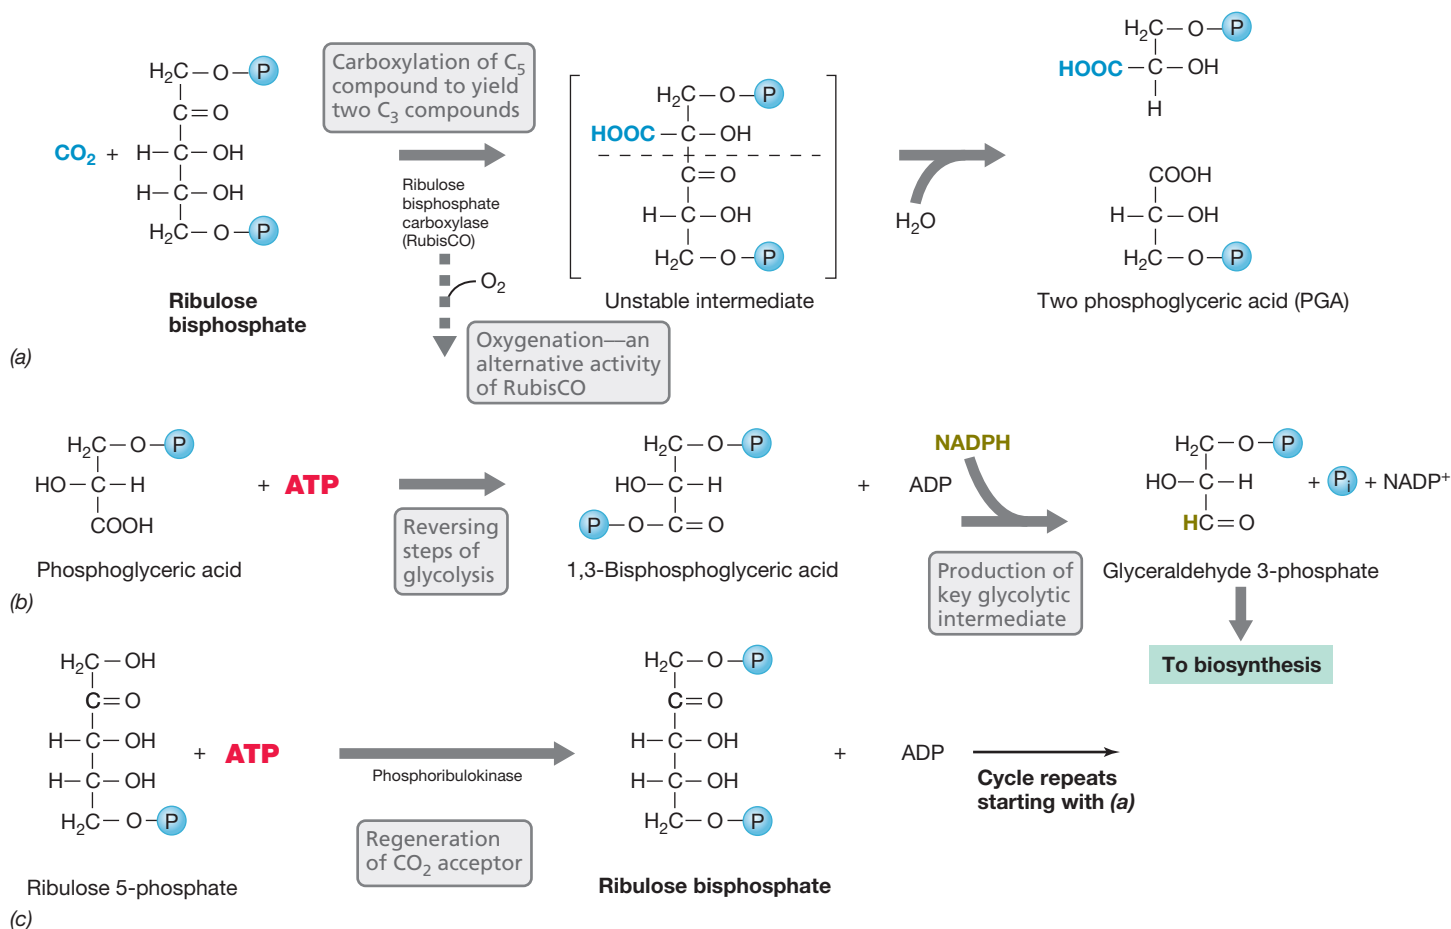 H₂C—O—P
C=O
CO₂ + H—C—OH
H—C—OH
H₂C—O—P
Ribulose
bisphosphate
Carboxylation of C₅
compound to yield
two C₃ compounds
Ribulose
bisphosphate
carboxylase
(RubisCO)
O₂
Oxygenation—an
alternative activity
of RubisCO
H₂C—O—P
HOOC—C—OH
C=O
H—C—OH
H₂C—O—P
Unstable intermediate
H₂O
H₂C—O—P
HOOC—C—OH
H
COOH
H—C—OH
H₂C—O—P
Two phosphoglyceric acid (PGA)
(a)
H₂C—O—P
HO—C—H
COOH
Phosphoglyceric acid
+ ATP
Reversing
steps of
glycolysis
H₂C—O—P
HO—C—H
P—O—C=O
1,3-Bisphosphoglyceric acid
+ ADP
NADPH
Production of
key glycolytic
intermediate
H₂C—O—P
HO—C—H
HC=O
+ Pi + NADP⁺
Glyceraldehyde 3-phosphate
To biosynthesis
(b)
H₂C—OH
C=O
H—C—OH
H—C—OH
H₂C—O—P
Ribulose 5-phosphate
+ ATP
Phosphoribulokinase
Regeneration
of CO₂ acceptor
H₂C—O—P
C=O
H—C—OH
H—C—OH
H₂C—O—P
Ribulose bisphosphate
+ ADP
Cycle repeats
starting with (a)
(c)